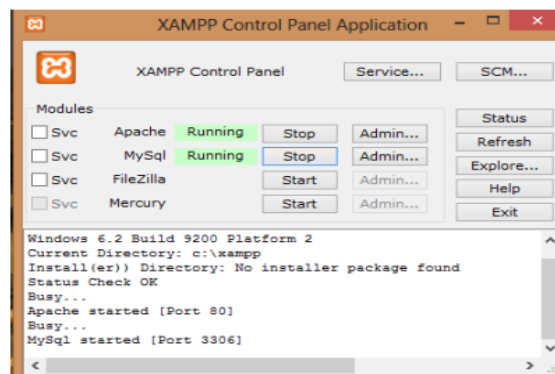 XAMPP Control Panel Application
XAMPP Control Panel Service... SCM...
Modules
Svc Apache Running Stop Admin...
Svc MySql Running Stop Admin...
Svc FileZilla Start Admin...
Svc Mercury Start Admin...
Status
Refresh
Explore...
Help
Exit
Windows 6.2 Build 9200 Platform 2
Current Directory: c:\xampp
Install(er)) Directory: No installer package found
Status Check OK
Busy...
Apache started [Port 80]
Busy...
MySql started [Port 3306]